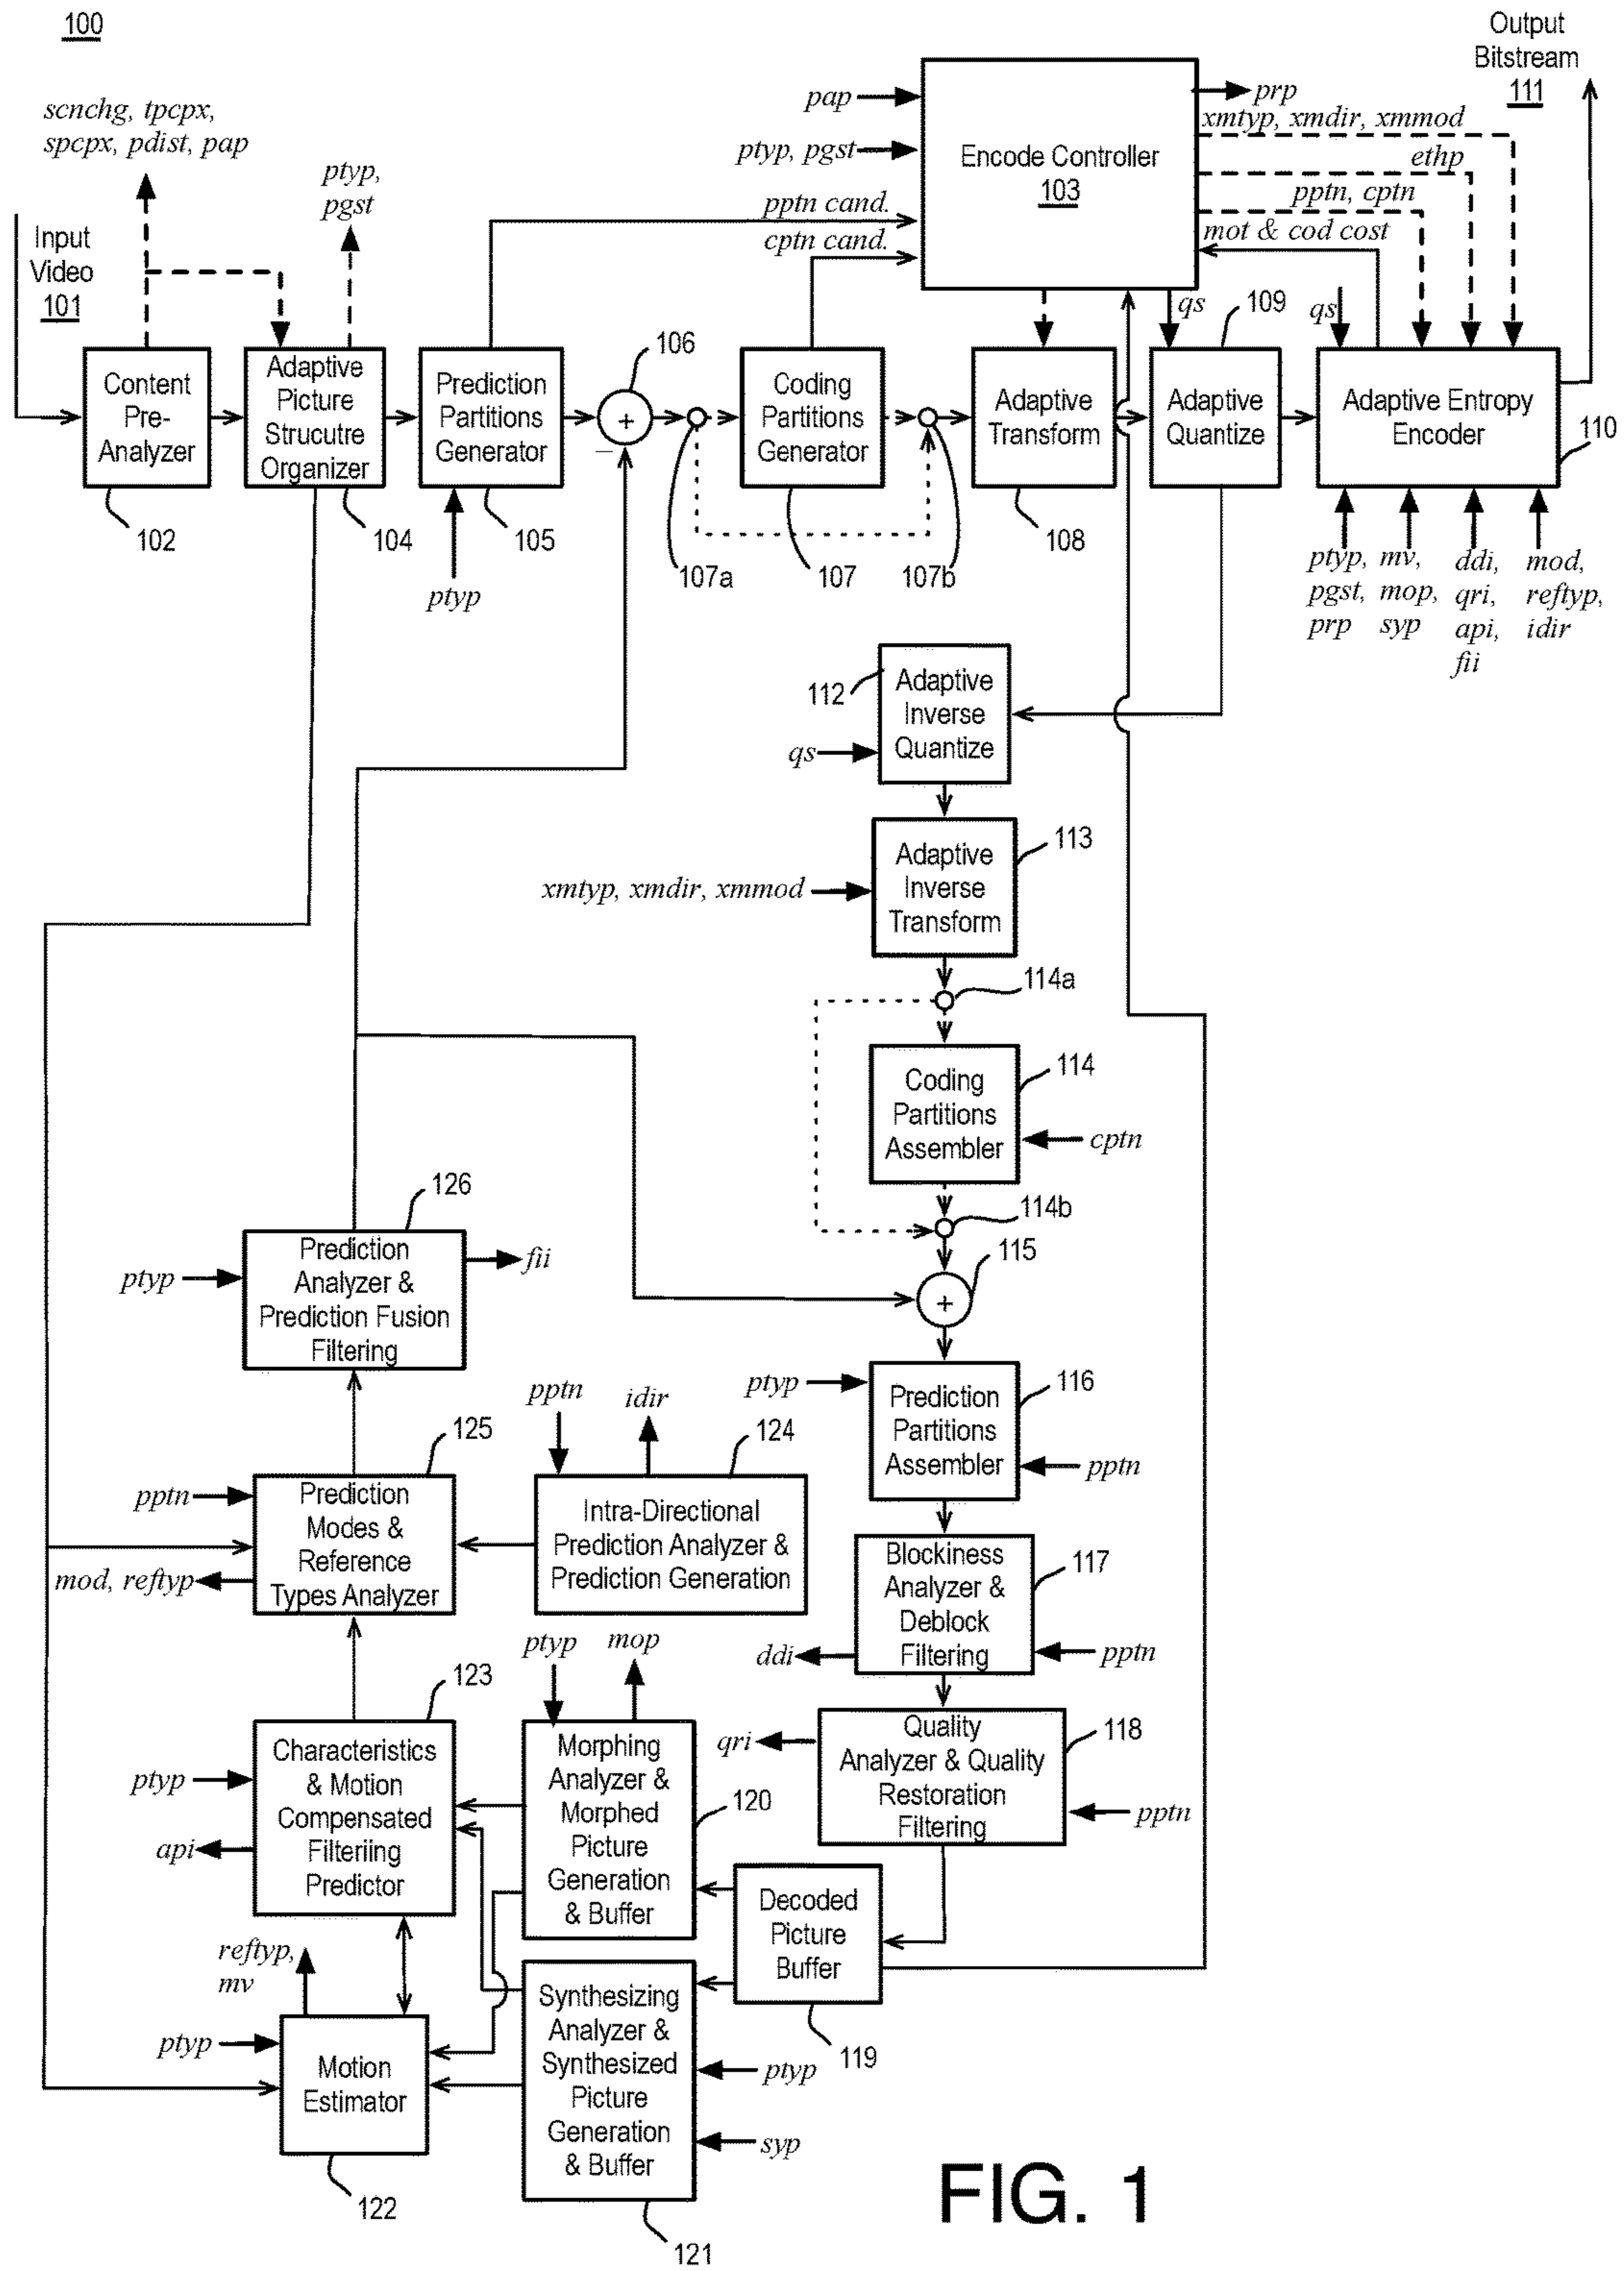 100
Output
Bitstream
111
scnchg, tpcpx,
spcpx, pdist, pap
ptyp,
pgst
Input
Video
101
pap
ptyp, pgst
pptn cand.
cptn cand.
Encode Controller
103
prp
xmtyp, xmdir, xmmod
ethp
pptn, cptn
mot & cod cost
qs
109
qs
Content
Pre-
Analyzer
102
Adaptive
Picture
Strucutre
Organizer
104
Prediction
Partitions
Generator
105
ptyp
106
+
–
107a
Coding
Partitions
Generator
107
107b
Adaptive
Transform
108
Adaptive
Quantize
Adaptive Entropy
Encoder
110
ptyp,
pgst,
prp
mv,
mop,
syp
ddi,
qri,
api,
fii
mod,
reftyp,
idir
112
Adaptive
Inverse
Quantize
qs
Adaptive
Inverse
Transform
113
xmtyp, xmdir, xmmod
114a
Coding
Partitions
Assembler
114
cptn
114b
115
+
126
Prediction
Analyzer &
Prediction Fusion
Filtering
ptyp
fii
ptyp
Prediction
Partitions
Assembler
116
pptn
125
Prediction
Modes &
Reference
Types Analyzer
pptn
mod, reftyp
pptn
idir
124
Intra-Directional
Prediction Analyzer &
Prediction Generation
Blockiness
Analyzer &
Deblock
Filtering
117
ddi
pptn
123
Characteristics
& Motion
Compensated
Filteriing
Predictor
ptyp
api
ptyp
mop
Morphing
Analyzer &
Morphed
Picture
Generation
& Buffer
120
qri
Quality
Analyzer & Quality
Restoration
Filtering
118
pptn
Decoded
Picture
Buffer
119
reftyp,
mv
ptyp
Motion
Estimator
122
Synthesizing
Analyzer &
Synthesized
Picture
Generation
& Buffer
121
ptyp
syp
FIG. 1